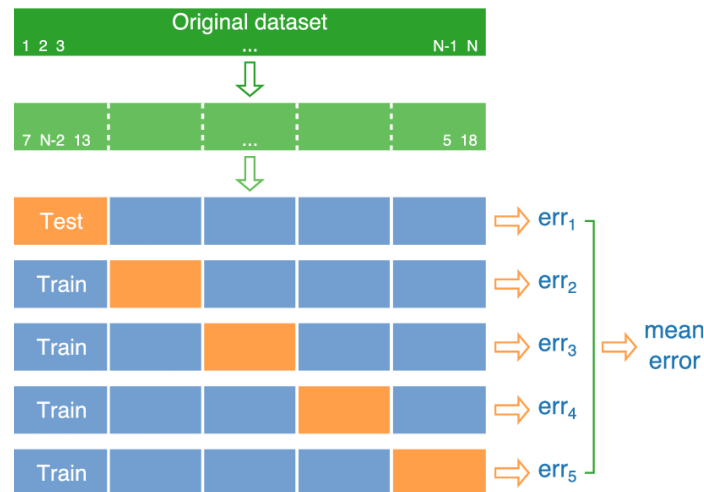 Original dataset
1 2 3 ... N-1 N
7 N-2 13 ... 5 18
Test err₁
Train err₂
Train err₃
mean
error
Train err₄
Train err₅